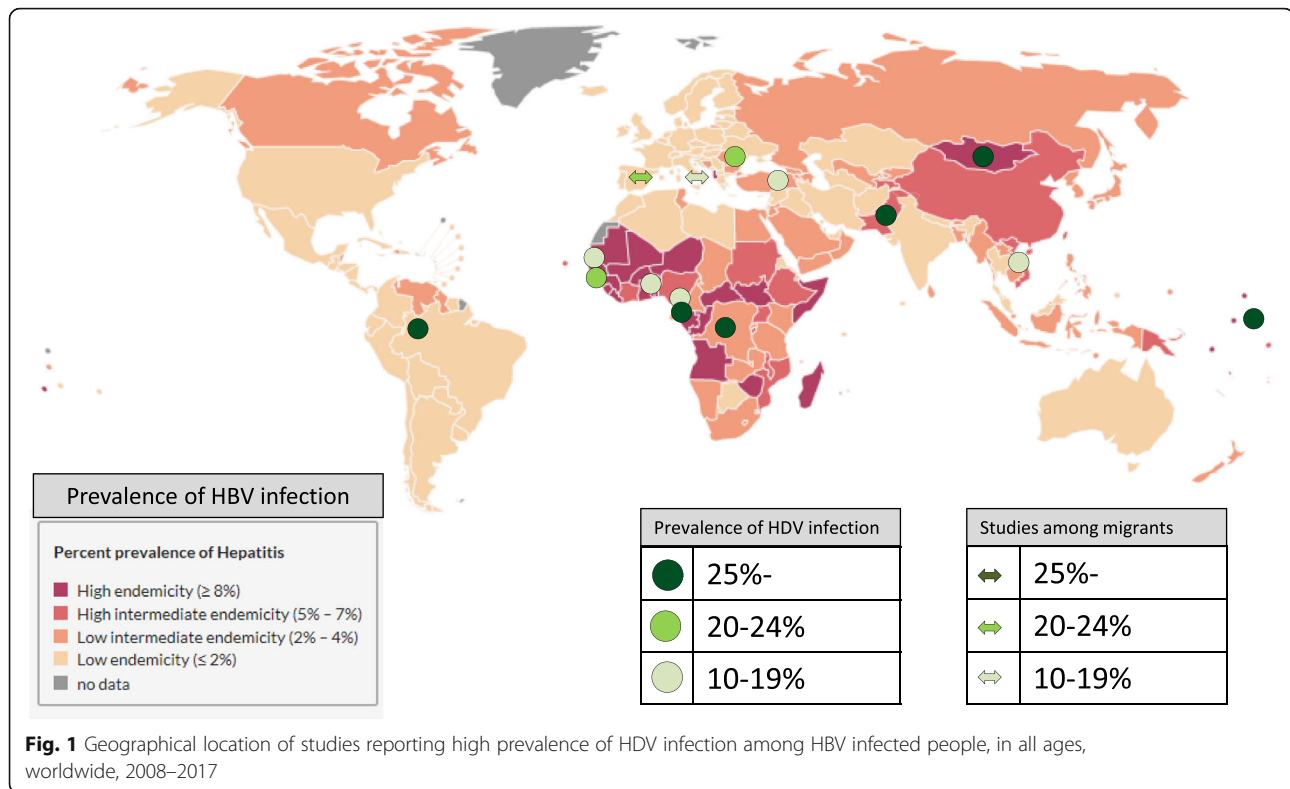 Prevalence of HBV infection
Percent prevalence of Hepatitis
High endemicity (≥ 8%)
High intermediate endemicity (5% – 7%)
Low intermediate endemicity (2% – 4%)
Low endemicity (≤ 2%)
no data
Prevalence of HDV infection
25%-
20-24%
10-19%
Studies among migrants
25%-
20-24%
10-19%
Fig. 1 Geographical location of studies reporting high prevalence of HDV infection among HBV infected people, in all ages,
worldwide, 2008–2017